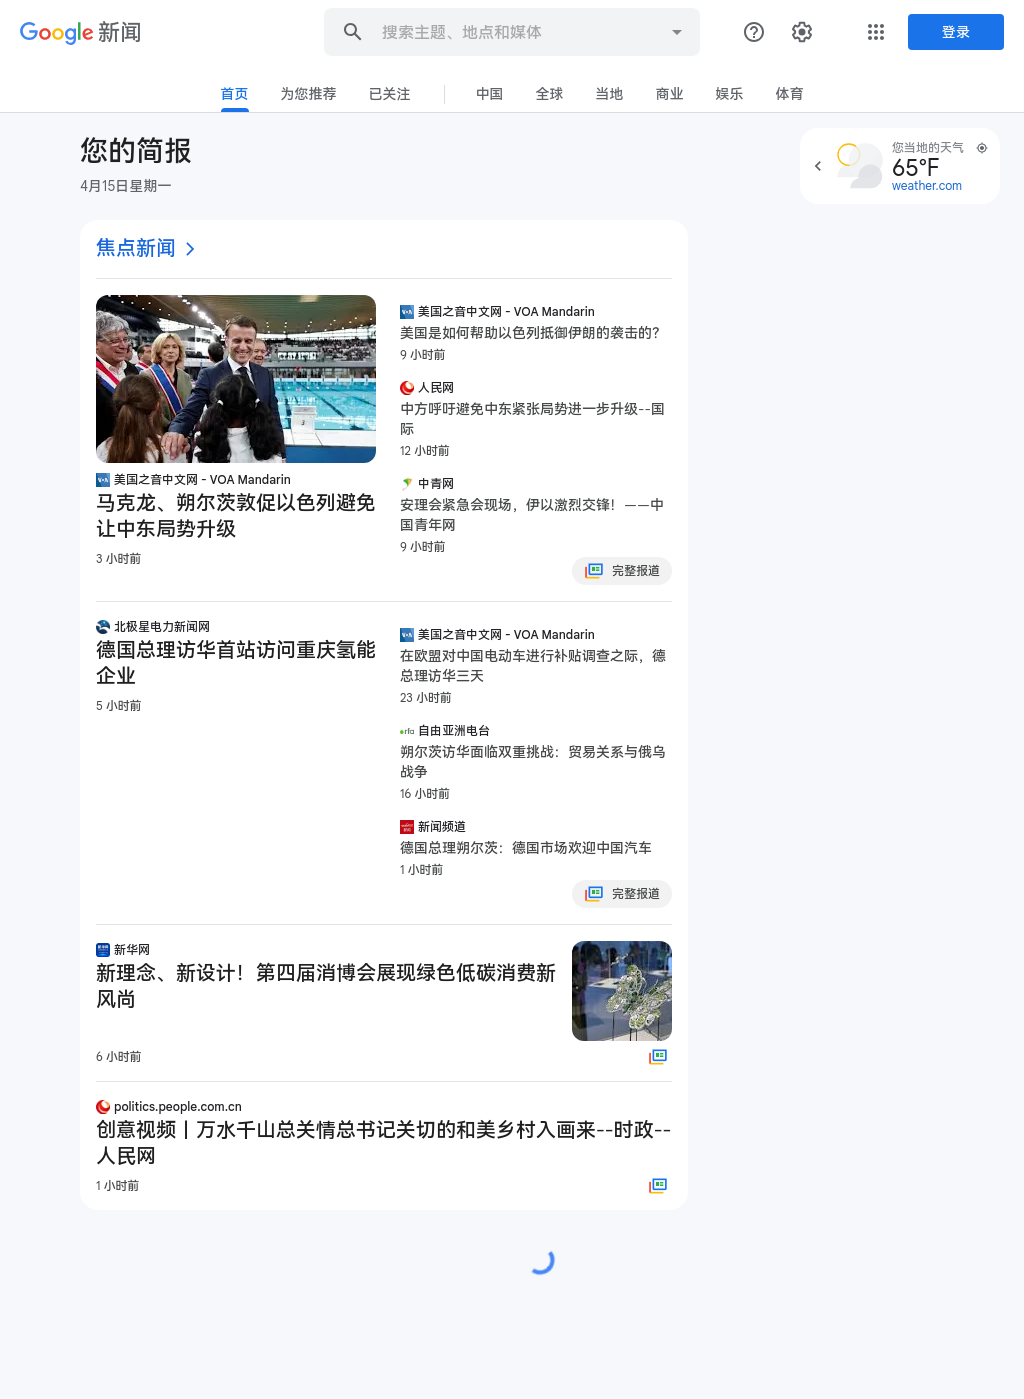 Google 新闻
搜索主题、地点和媒体
登录
首页
为您推荐
已关注
中国
全球
当地
商业
娱乐
体育
您的简报
4月15日星期一
您当地的天气
65°F
weather.com
焦点新闻
美国之音中文网 - VOA Mandarin
马克龙、朔尔茨敦促以色列避免
让中东局势升级
3 小时前
美国之音中文网 - VOA Mandarin
美国是如何帮助以色列抵御伊朗的袭击的?
9 小时前
人民网
中方呼吁避免中东紧张局势进一步升级--国
际
12 小时前
中青网
安理会紧急会现场，伊以激烈交锋！——中
国青年网
9 小时前
完整报道
北极星电力新闻网
德国总理访华首站访问重庆氢能
企业
5 小时前
美国之音中文网 - VOA Mandarin
在欧盟对中国电动车进行补贴调查之际，德
总理访华三天
23 小时前
rfa 自由亚洲电台
朔尔茨访华面临双重挑战：贸易关系与俄乌
战争
16 小时前
新闻频道
德国总理朔尔茨：德国市场欢迎中国汽车
1 小时前
完整报道
新华网
新理念、新设计！第四届消博会展现绿色低碳消费新
风尚
6 小时前
politics.people.com.cn
创意视频丨万水千山总关情总书记关切的和美乡村入画来--时政--
人民网
1 小时前